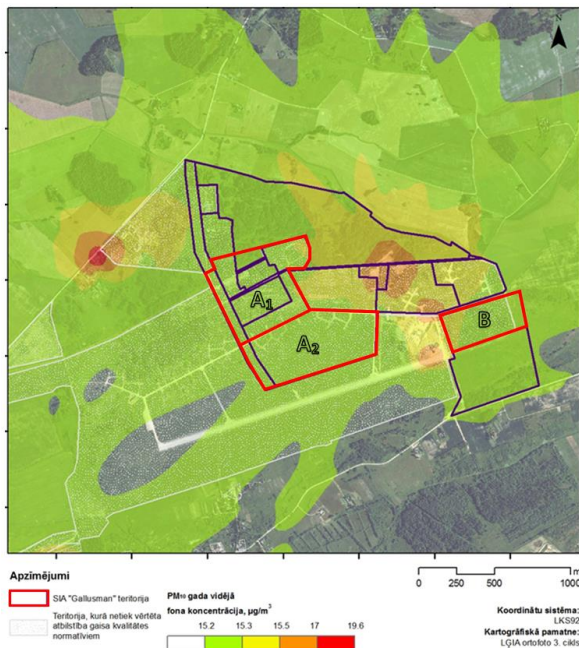 N
A₁
A₂
B
Apzīmējumi
SIA "Gallusman" teritorija
Teritorija, kurā netiek vērtēta
atbilstība gaisa kvalitātes
normatīviem
PM₁₀ gada vidējā
fona koncentrācija, µg/m³
15.2 15.3 15.5 17 19.6
0 250 500 1000
m
Koordinātu sistēma:
LKS92
Kartogrāfiskā pamatne:
LĢIA ortofoto 3. cikls